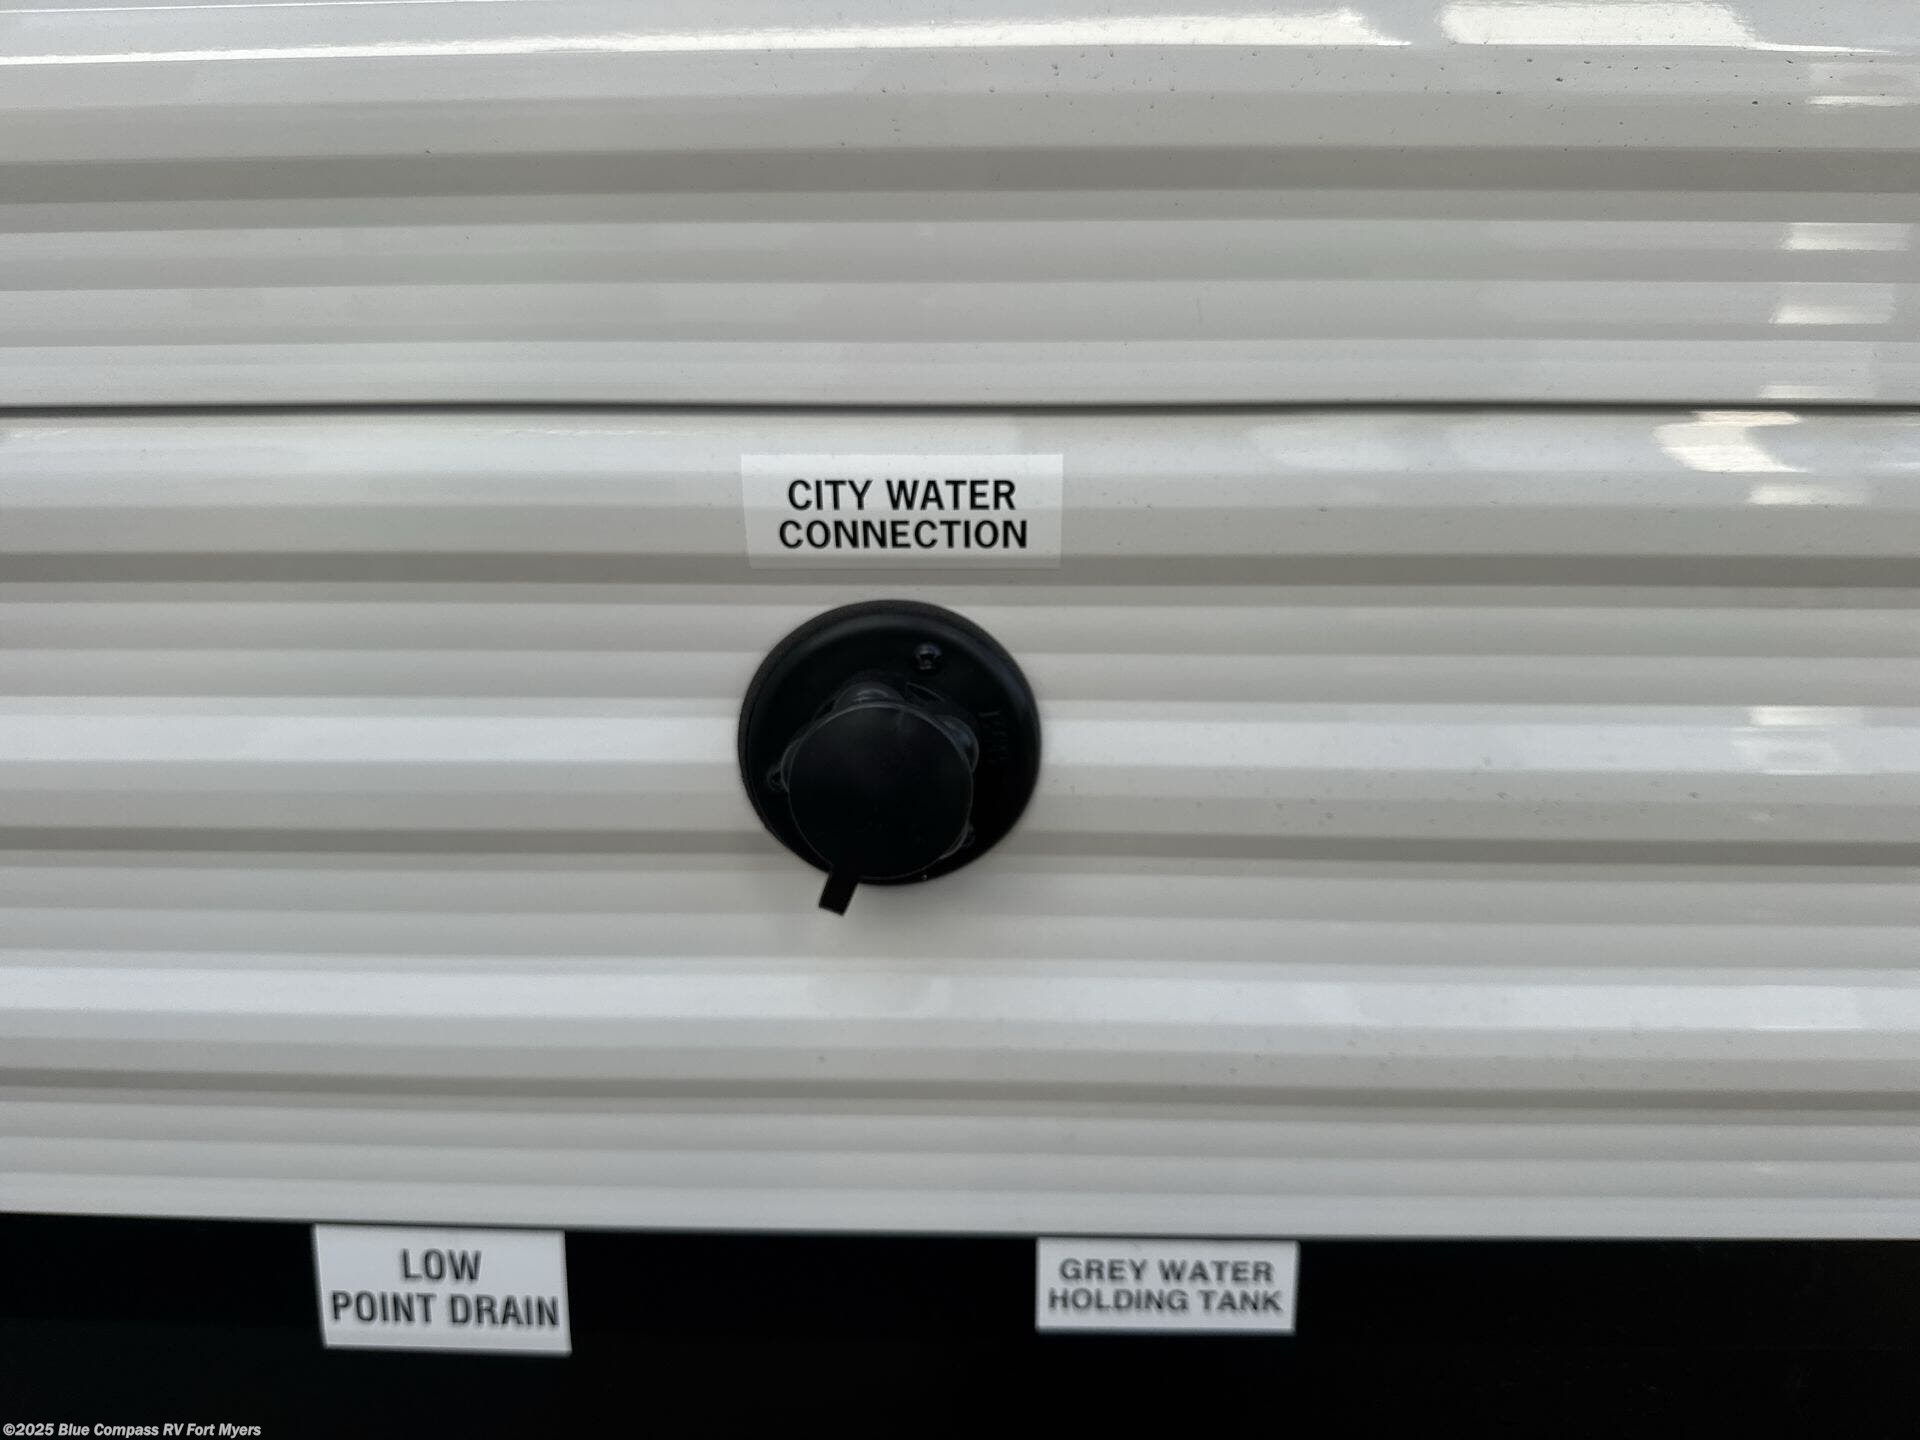 CITY WATER
CONNECTION
LOW
POINT DRAIN
GREY WATER
HOLDING TANK
©2025 Blue Compass RV Fort Myers